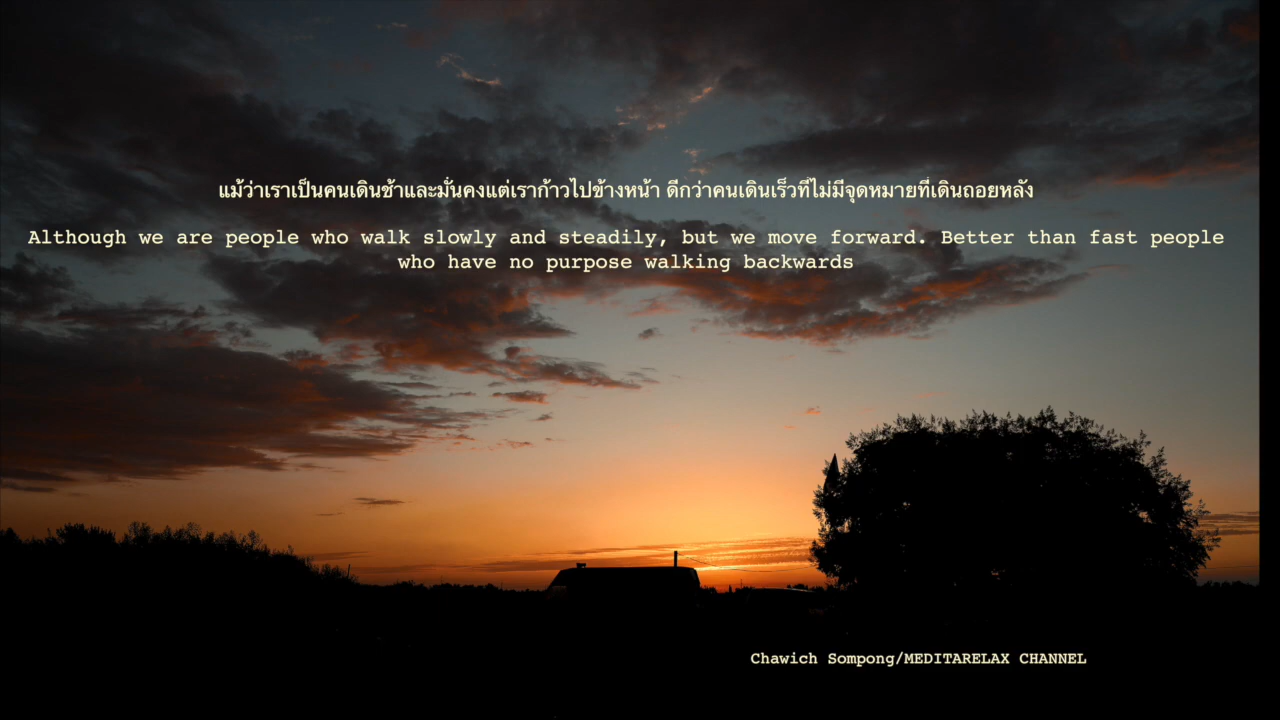 แม้ว่าเราเป็นคนเดินช้าและมั่นคงแต่เราก้าวไปข้างหน้า ดีกว่าคนเดินเร็วที่ไม่มีจุดหมายที่เดินถอยหลัง
Although we are people who walk slowly and steadily, but we move forward. Better than fast people
who have no purpose walking backwards
Chawich Sompong/MEDITARELAX CHANNEL